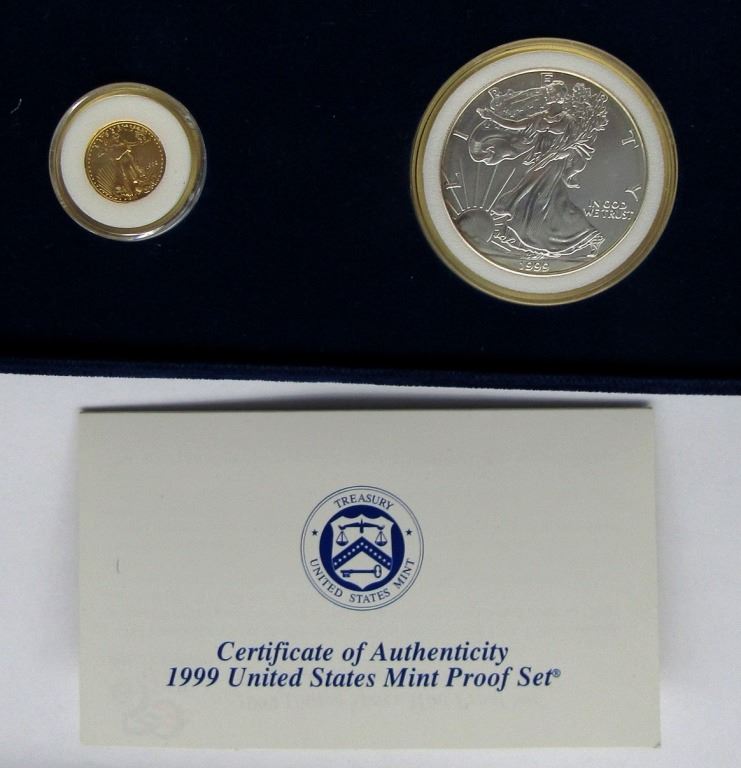 LIBERTY
IN GOD
WE TRUST
1999
TREASURY
UNITED STATES MINT
Certificate of Authenticity
1999 United States Mint Proof Set®